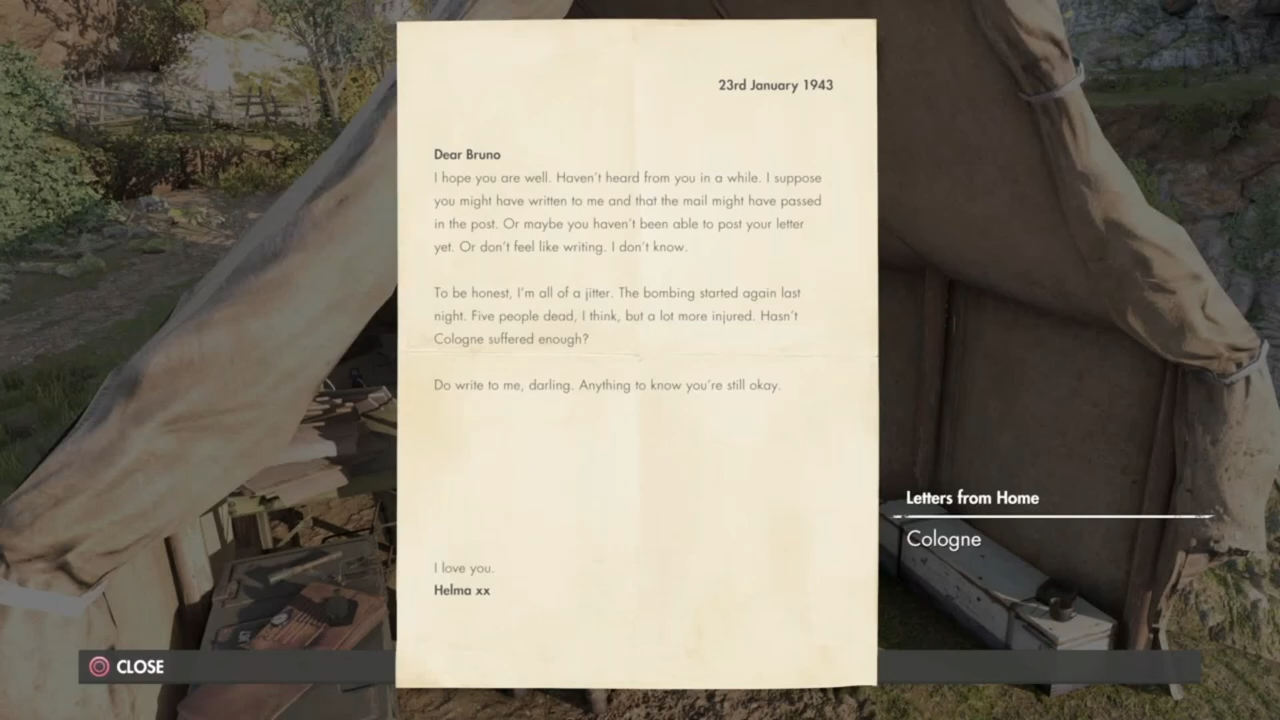 23rd January 1943
Dear Bruno
I hope you are well. Haven't heard from you in a while. I suppose
you might have written to me and that the mail might have passed
in the post. Or maybe you haven't been able to post your letter
yet. Or don't feel like writing. I don't know.
To be honest, I'm all of a jitter. The bombing started again last
night. Five people dead, I think, but a lot more injured. Hasn't
Cologne suffered enough?
Do write to me, darling. Anything to know you're still okay.
I love you.
Helma xx
Letters from Home
Cologne
CLOSE